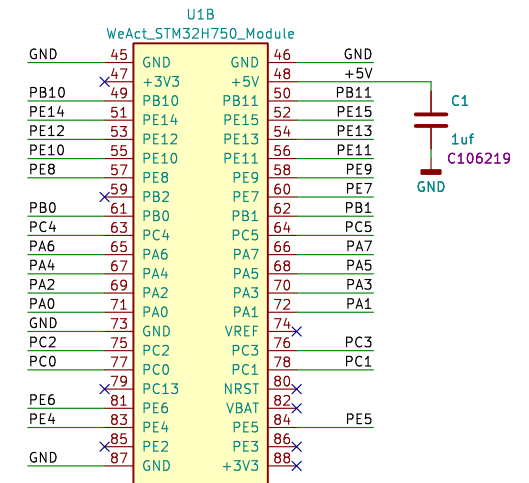 U1B
WeAct_STM32H750_Module
GND 45 GND GND 46 GND
47 +3V3 +5V 48 +5V
PB10 49 PB10 PB11 50 PB11
C1
PE14 51 PE14 PE15 52 PE15
PE12 53 PE12 PE13 54 PE13
1uf
PE10 55 PE10 PE11 56 PE11
C106219
PE8 57 PE8 PE9 58 PE9
GND
59 PB2 PE7 60 PE7
PB0 61 PB0 PB1 62 PB1
PC4 63 PC4 PC5 64 PC5
PA6 65 PA6 PA7 66 PA7
PA4 67 PA4 PA5 68 PA5
PA2 69 PA2 PA3 70 PA3
PA0 71 PA0 PA1 72 PA1
GND 73 GND VREF 74
PC2 75 PC2 PC3 76 PC3
PC0 77 PC0 PC1 78 PC1
79 PC13 NRST 80
PE6 81 PE6 VBAT 82
PE4 83 PE4 PE5 84 PE5
85 PE2 PE3 86
GND 87 GND +3V3 88